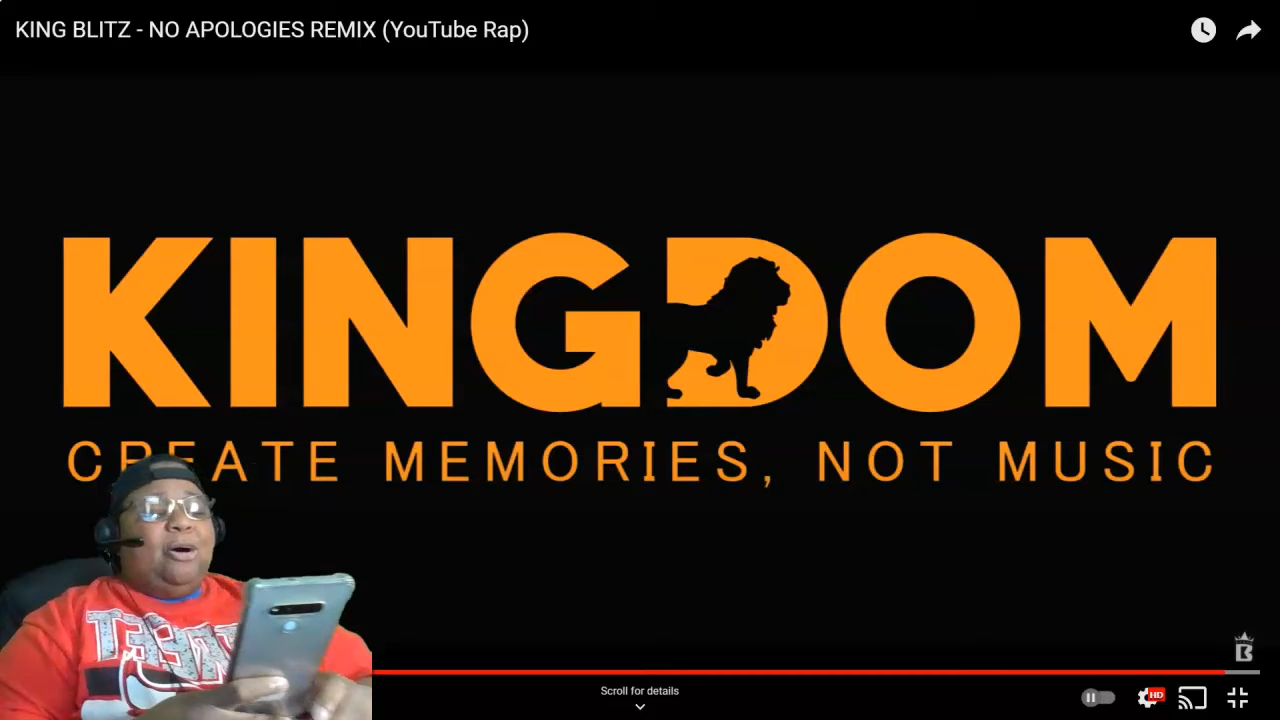 KING BLITZ - NO APOLOGIES REMIX (YouTube Rap)
KINGDOM
CREATE MEMORIES, NOT MUSIC
B
Scroll for details
HD